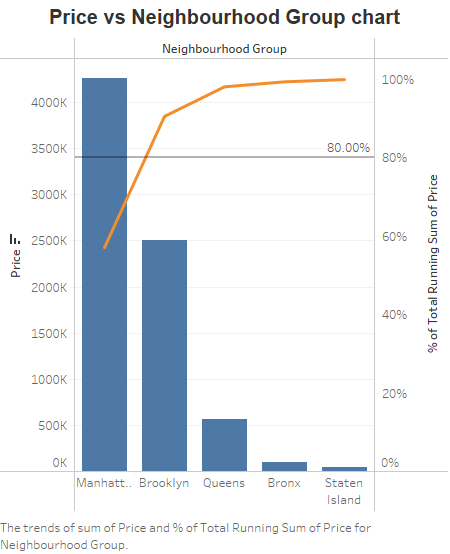 Price vs Neighbourhood Group chart
Neighbourhood Group
4000K
3500K
3000K
2500K
2000K
1500K
1000K
500K
0K
Price
80.00%
100%
80%
60%
40%
20%
0%
% of Total Running Sum of Price
Manhatt.. Brooklyn Queens Bronx Staten
Island
The trends of sum of Price and % of Total Running Sum of Price for
Neighbourhood Group.